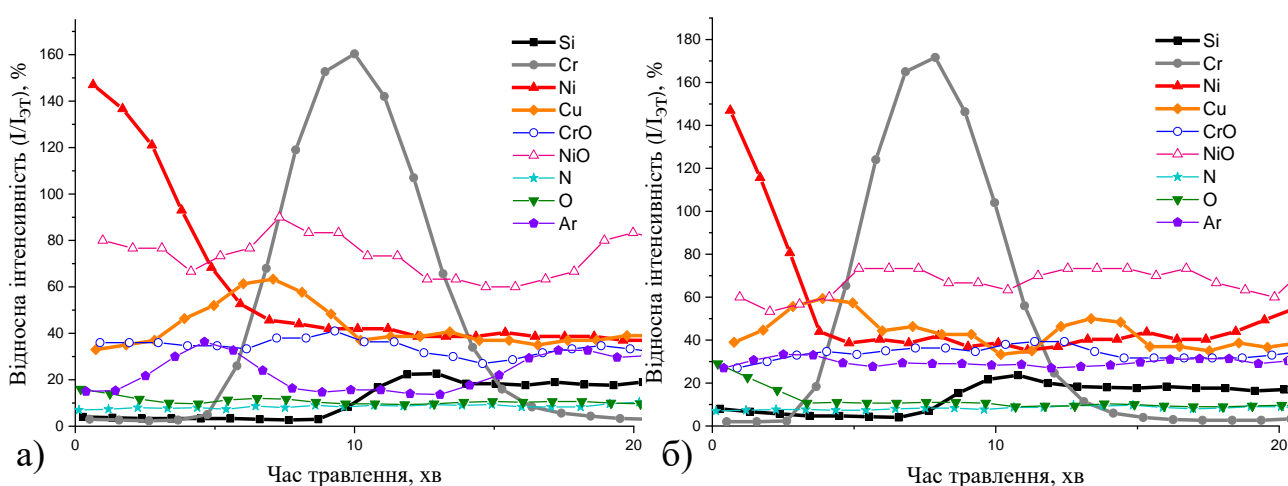 Відносна інтенсивність (I/Iэт), %
160
140
120
100
80
60
40
20
0
Si
Cr
Ni
Cu
CrO
NiO
N
O
Ar
0
10
20
Час травлення, хв
а)
Відносна інтенсивність (I/Iэт), %
180
160
140
120
100
80
60
40
20
0
Si
Cr
Ni
Cu
CrO
NiO
N
O
Ar
0
10
20
Час травлення, хв
б)